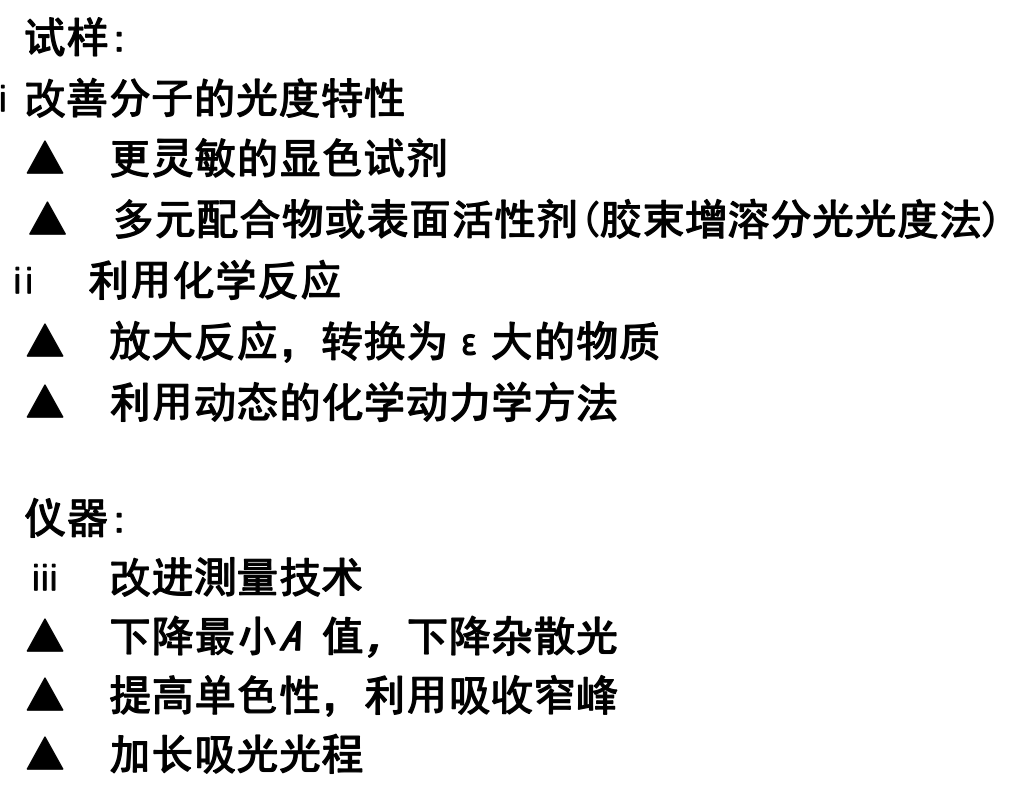 试样:
i 改善分子的光度特性
▲ 更灵敏的显色试剂
▲ 多元配合物或表面活性剂(胶束增溶分光光度法)
ii 利用化学反应
▲ 放大反应，转换为 ε 大的物质
▲ 利用动态的化学动力学方法
仪器:
iii 改进测量技术
▲ 下降最小A 值，下降杂散光
▲ 提高单色性，利用吸收窄峰
▲ 加长吸光光程